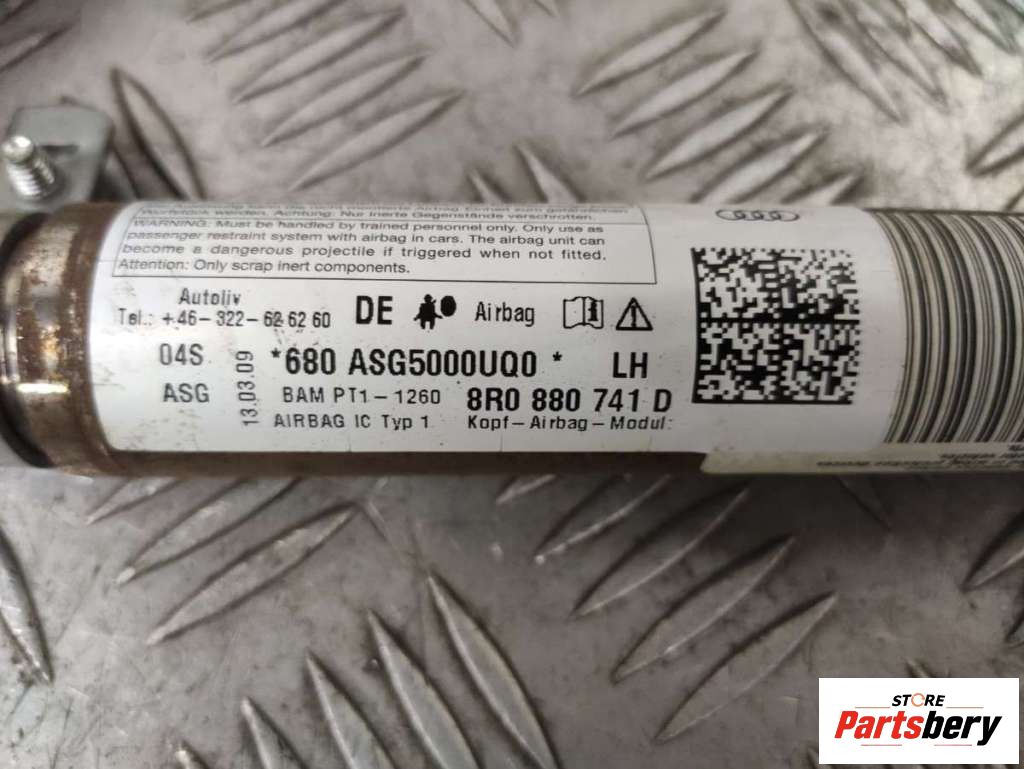 Wurfstück werden. Achtung: Nur inerte Gegenstände verschrotten.
WARNING. Must be handled by trained personnel only. Only use as
passenger restraint system with airbag in cars. The airbag unit can
become a dangerous projectile if triggered when not fitted.
Attention: Only scrap inert components.
Autoliv
Tel.: +46-322-626260
DE
Airbag
04S
ASG
13.03.09
*680 ASG5000UQ0 *
LH
BAM PT1-1260
8R0 880 741 D
AIRBAG IC Typ 1
Kopf-Airbag-Modul:
STORE
Partsbery